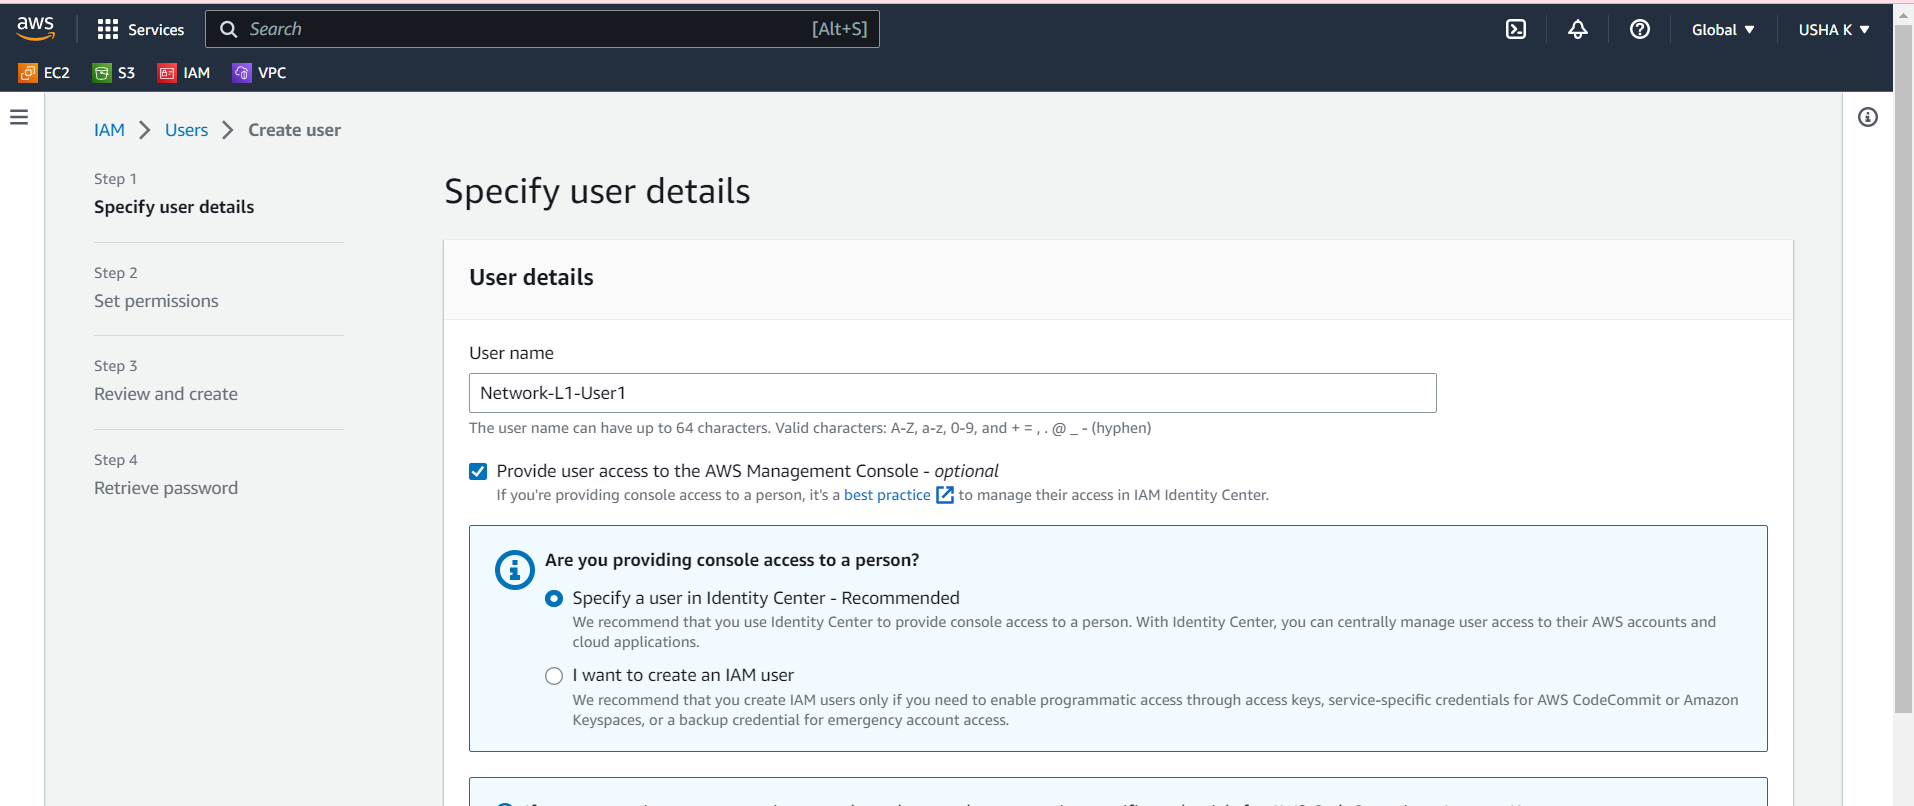 aws Services Search [Alt+S] Global USHA K
EC2 S3 IAM VPC
IAM Users Create user
Step 1
Specify user details
Step 2
Set permissions
Step 3
Review and create
Step 4
Retrieve password
Specify user details
User details
User name
Network-L1-User1
The user name can have up to 64 characters. Valid characters: A-Z, a-z, 0-9, and + = , . @ _ - (hyphen)
Provide user access to the AWS Management Console - optional
If you're providing console access to a person, it's a best practice to manage their access in IAM Identity Center.
Are you providing console access to a person?
Specify a user in Identity Center - Recommended
We recommend that you use Identity Center to provide console access to a person. With Identity Center, you can centrally manage user access to their AWS accounts and
cloud applications.
I want to create an IAM user
We recommend that you create IAM users only if you need to enable programmatic access through access keys, service-specific credentials for AWS CodeCommit or Amazon
Keyspaces, or a backup credential for emergency account access.